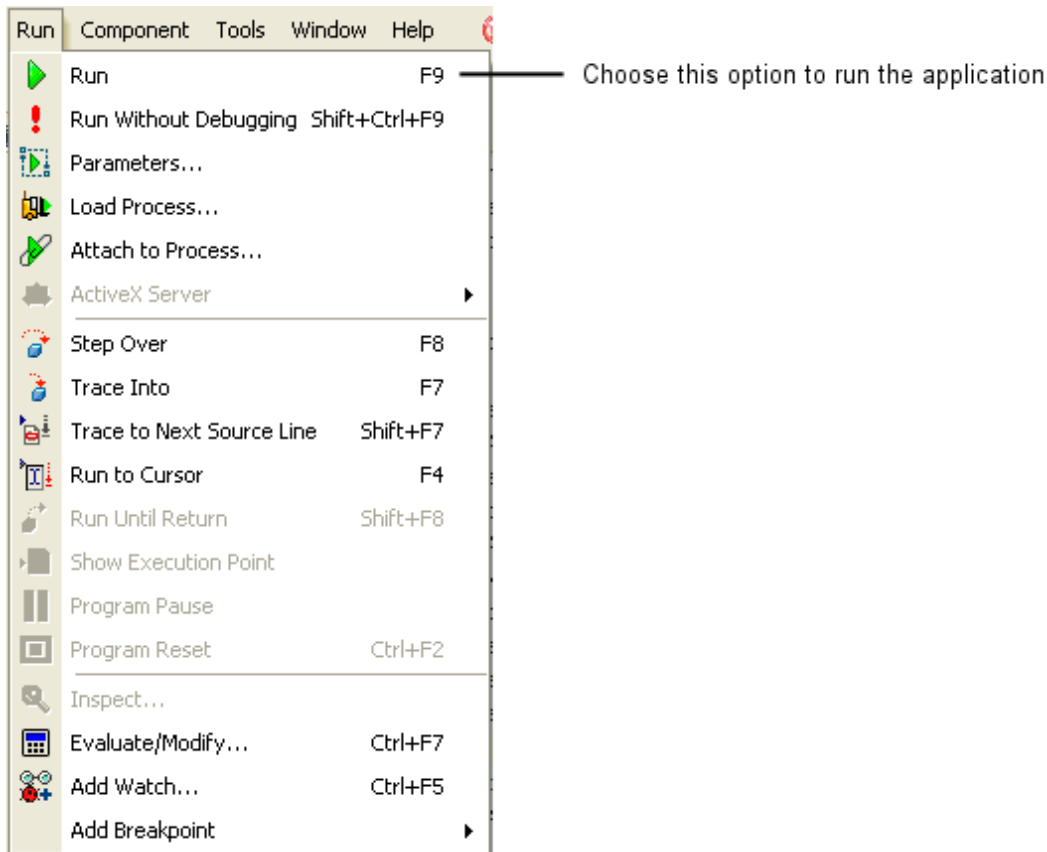 Run Component Tools Window Help
Run F9 Choose this option to run the application
Run Without Debugging Shift+Ctrl+F9
Parameters...
Load Process...
Attach to Process...
ActiveX Server
Step Over F8
Trace Into F7
Trace to Next Source Line Shift+F7
Run to Cursor F4
Run Until Return Shift+F8
Show Execution Point
Program Pause
Program Reset Ctrl+F2
Inspect...
Evaluate/Modify... Ctrl+F7
Add Watch... Ctrl+F5
Add Breakpoint